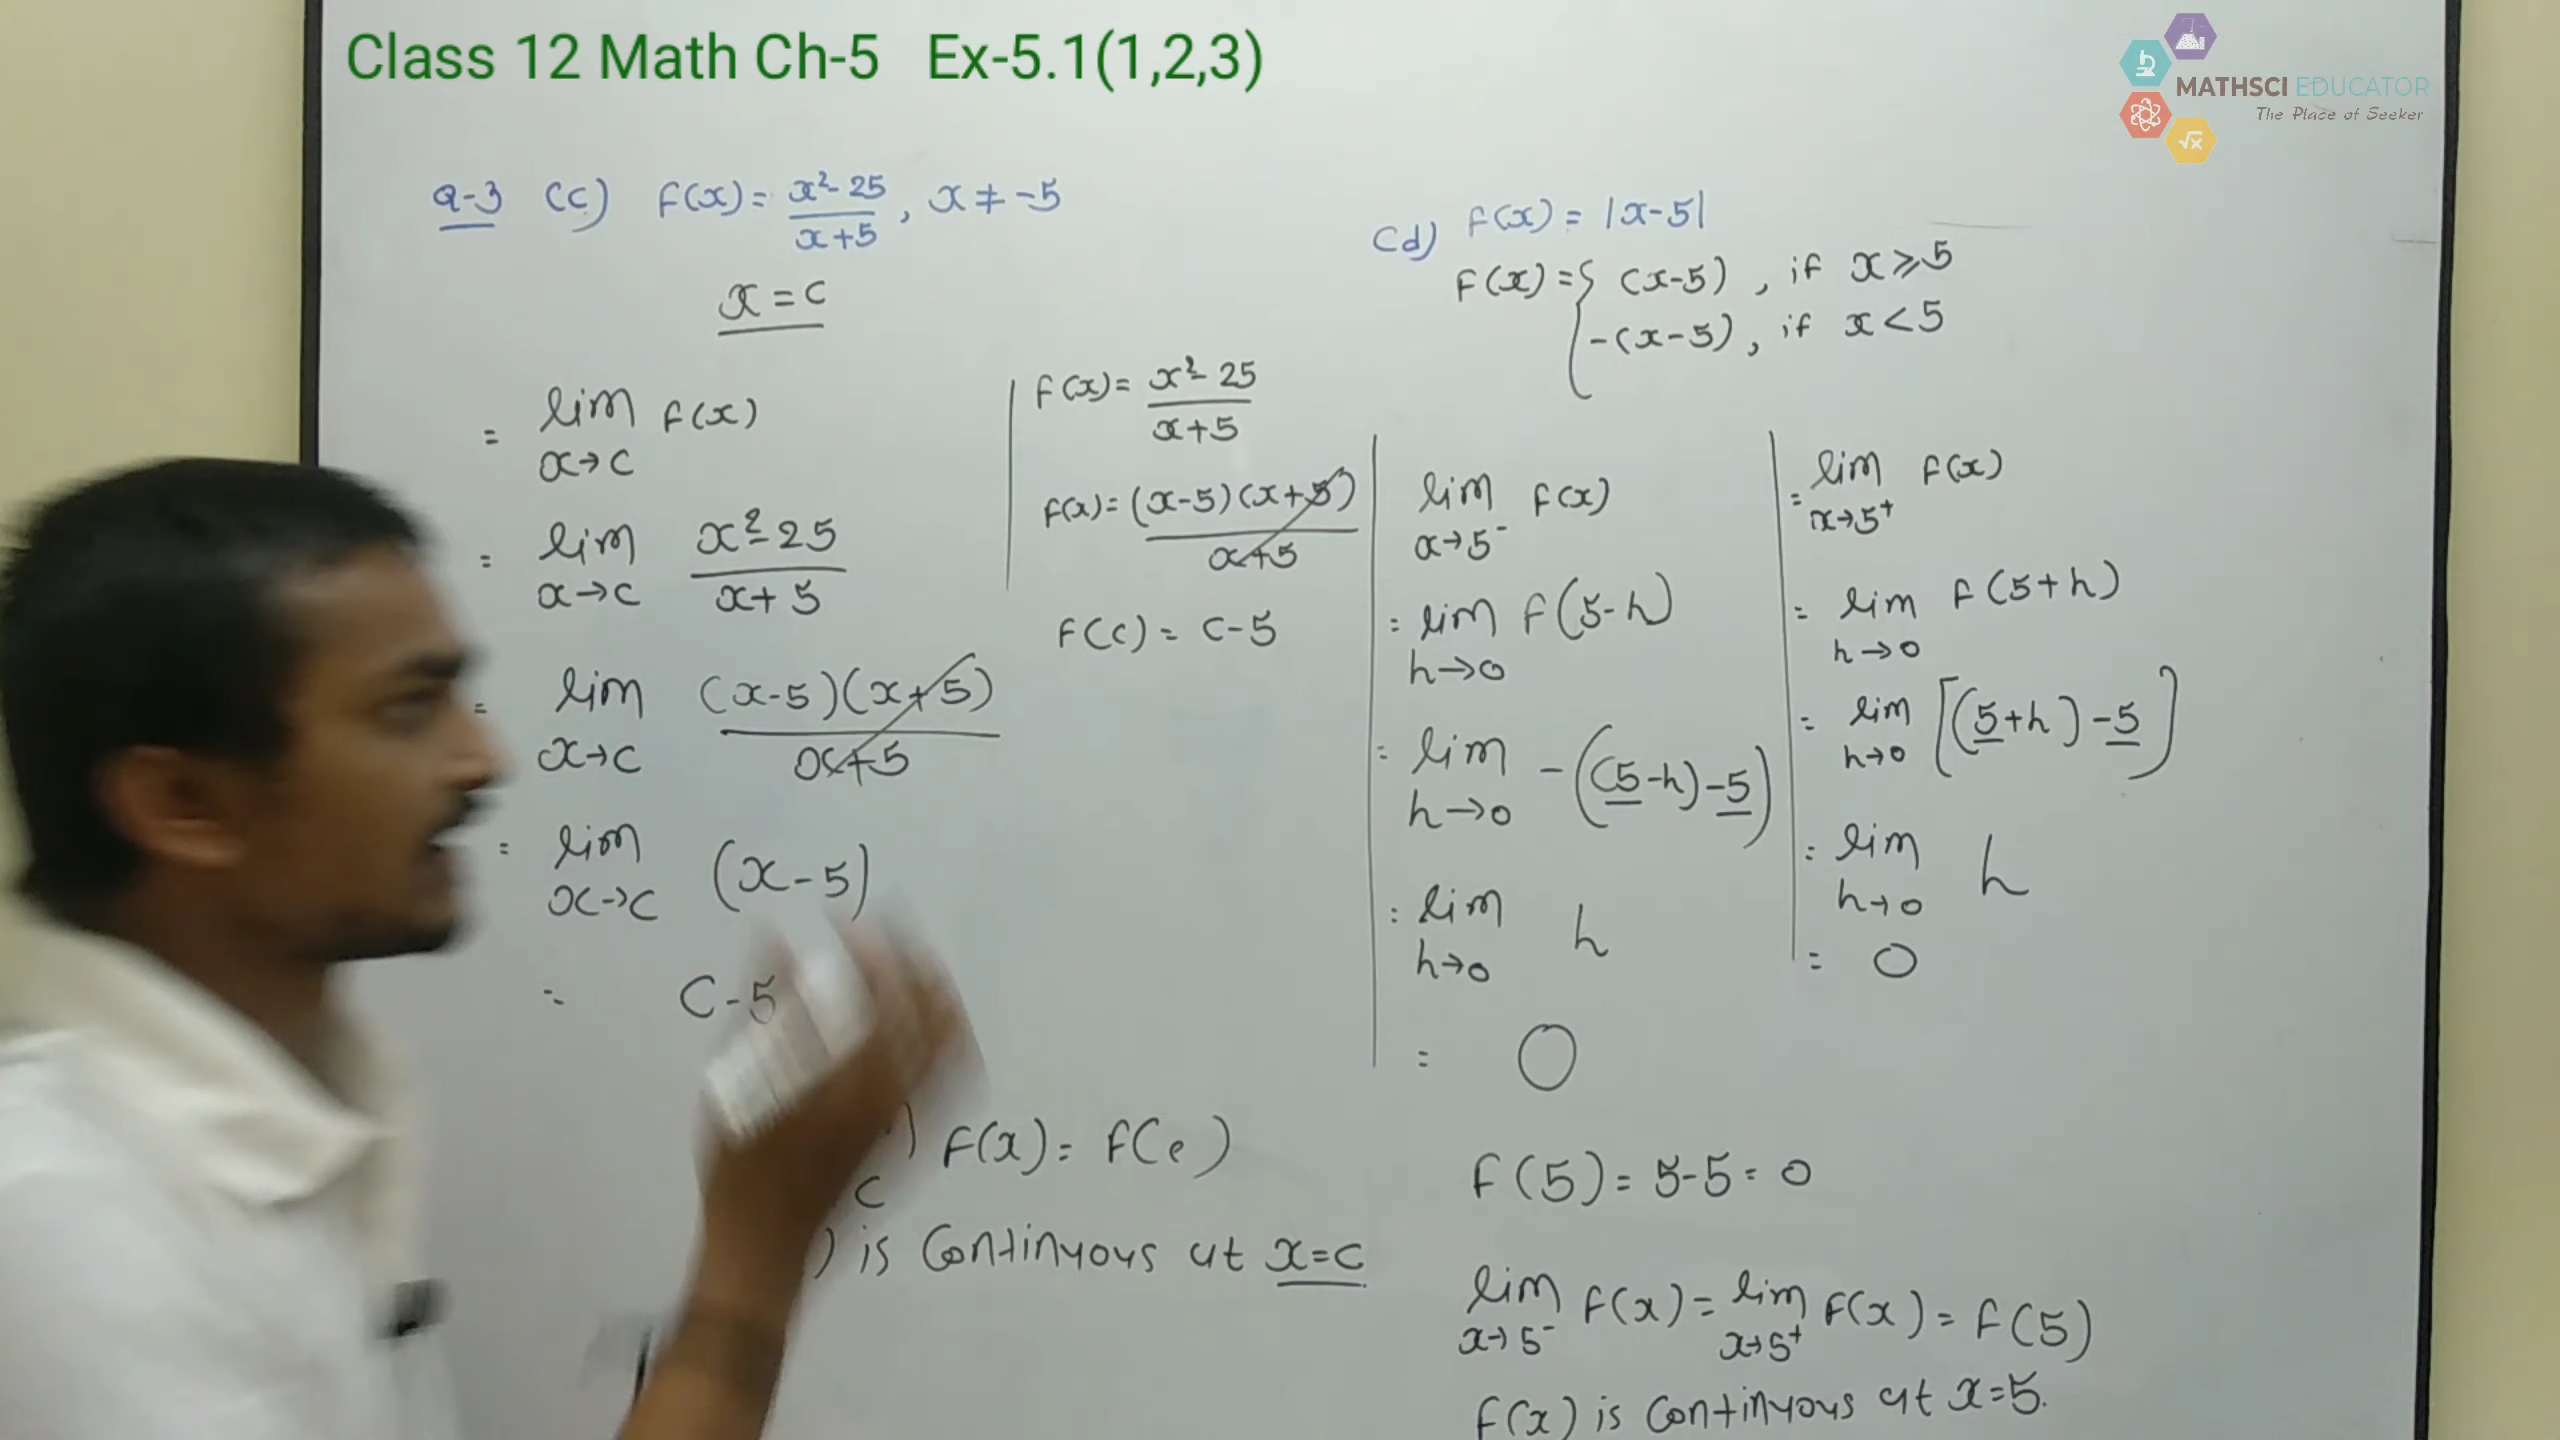 Class 12 Math Ch-5 Ex-5.1(1,2,3)
MATHSCI EDUCATOR
The Place of Seeker
Q-3 (c) f(x) = x²-25 / x+5 , x ≠ -5
x = c
= lim x→c f(x)
= lim x→c x²-25 / x+5
= lim x→c (x-5)(x+5) / x+5
= lim x→c (x-5)
= C-5
f(x) = x²-25 / x+5
f(x) = (x-5)(x+5) / x+5
f(c) = C-5
c f(x) = f(c)
) is Continuous at x=c
(d) f(x) = |x-5|
f(x) = { (x-5) , if x ⩾ 5
-(x-5) , if x < 5
lim x→5⁻ f(x)
= lim h→0 f(5-h)
= lim h→0 -((5-h)-5)
= lim h→0 h
= 0
= lim x→5⁺ f(x)
= lim h→0 f(5+h)
= lim h→0 [(5+h)-5]
= lim h→0 h
= 0
f(5) = 5-5 = 0
lim x→5⁻ f(x) = lim x→5⁺ f(x) = f(5)
f(x) is Continuous at x=5.